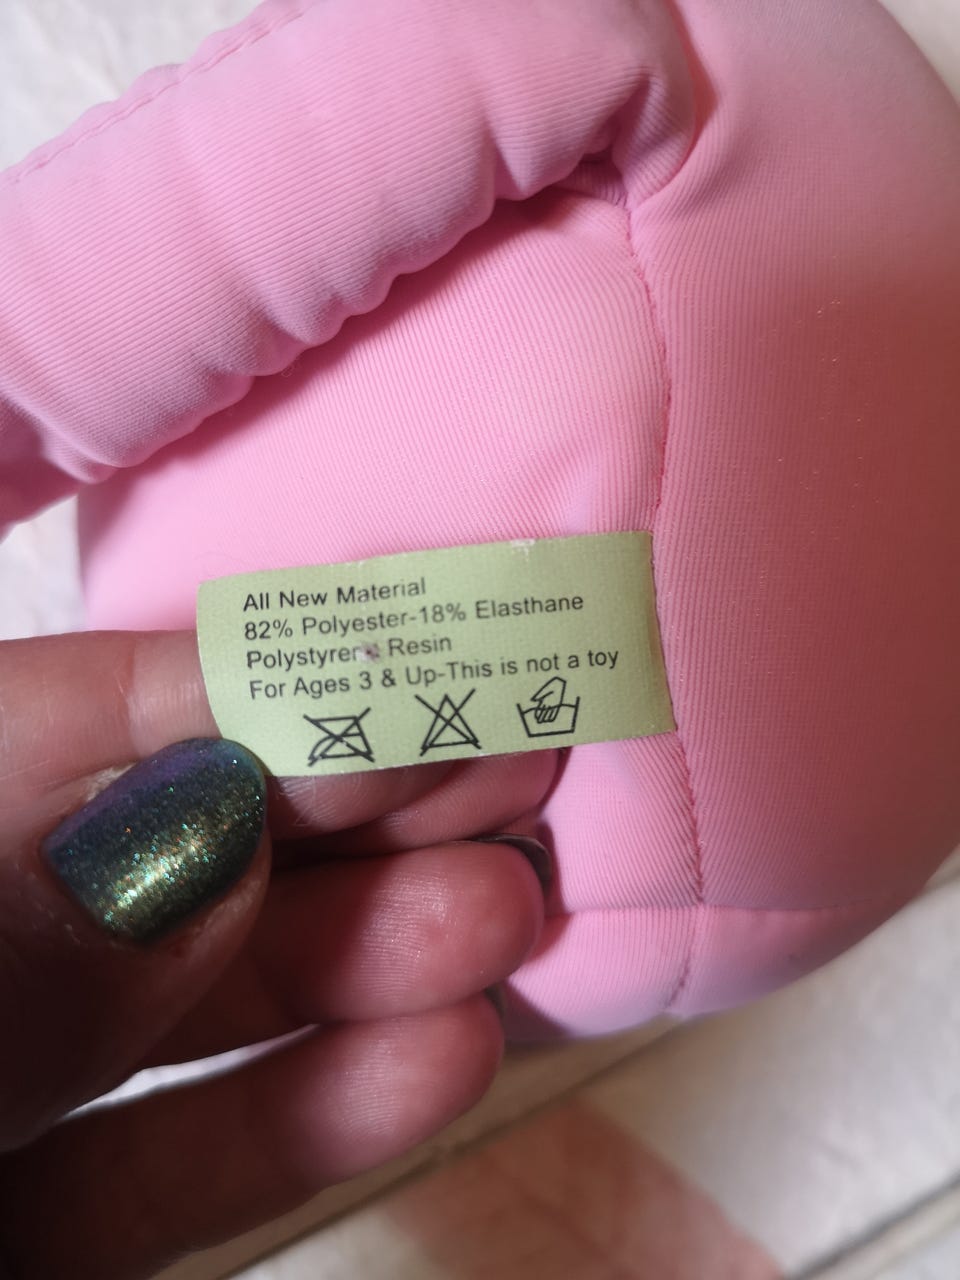 All New Material
82% Polyester-18% Elasthane
Resin
For Ages 3 & Up-This is not a toy